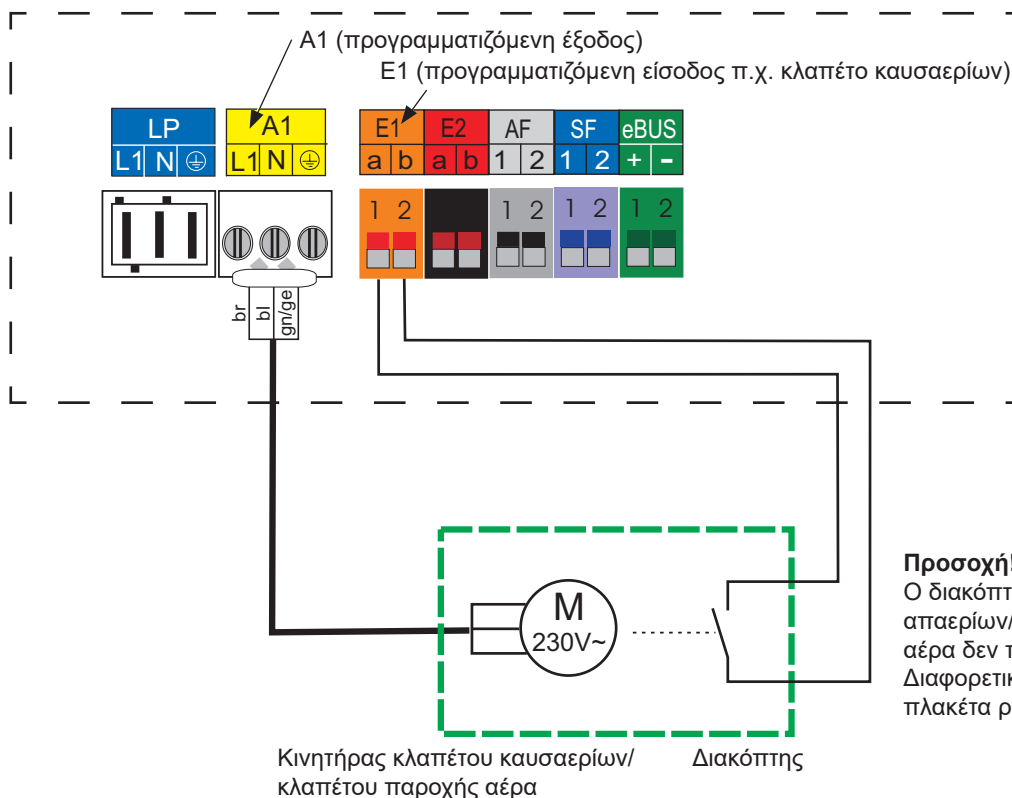 A1 (προγραμματιζόμενη έξοδος)
E1 (προγραμματιζόμενη είσοδος π.χ. κλαπέτο καυσαερίων)
LP A1 E1 E2 AF SF eBUS
L1 N L1 N a b a b 1 2 1 2 + -
1 2 1 2 1 2 1 2
br bl gn/ge
M
230V~
Προσοχή!
Ο διακόπτ
απαερίων/
αέρα δεν τ
Διαφορετικ
πλακέτα ρ
Κινητήρας κλαπέτου καυσαερίων/
κλαπέτου παροχής αέρα
Διακόπτης